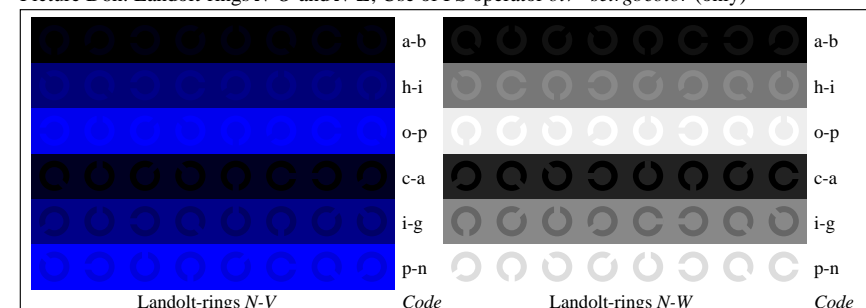 a-b a-b
h-i h-i
o-p o-p
c-a c-a
i-g i-g
p-n p-n
Landolt-rings N-V Code Landolt-rings N-W Code